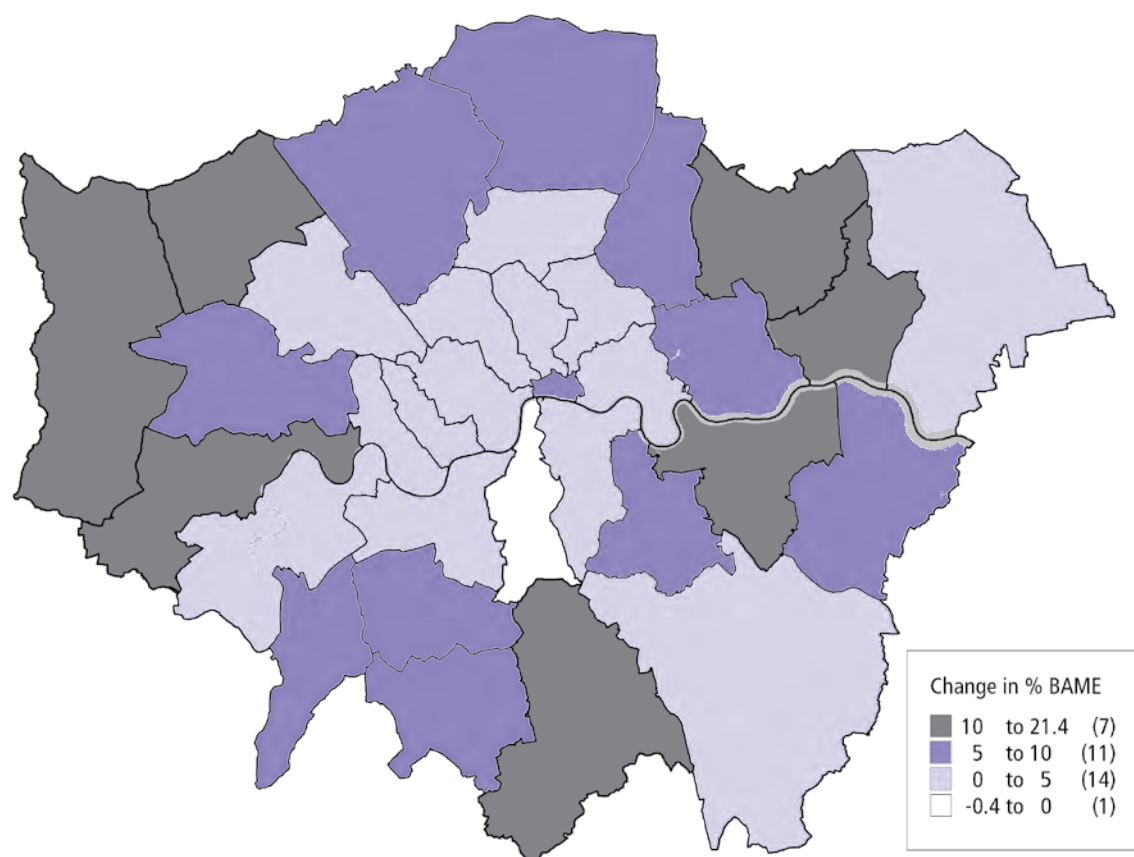 Change in % BAME
10 to 21.4 (7)
5 to 10 (11)
0 to 5 (14)
-0.4 to 0 (1)